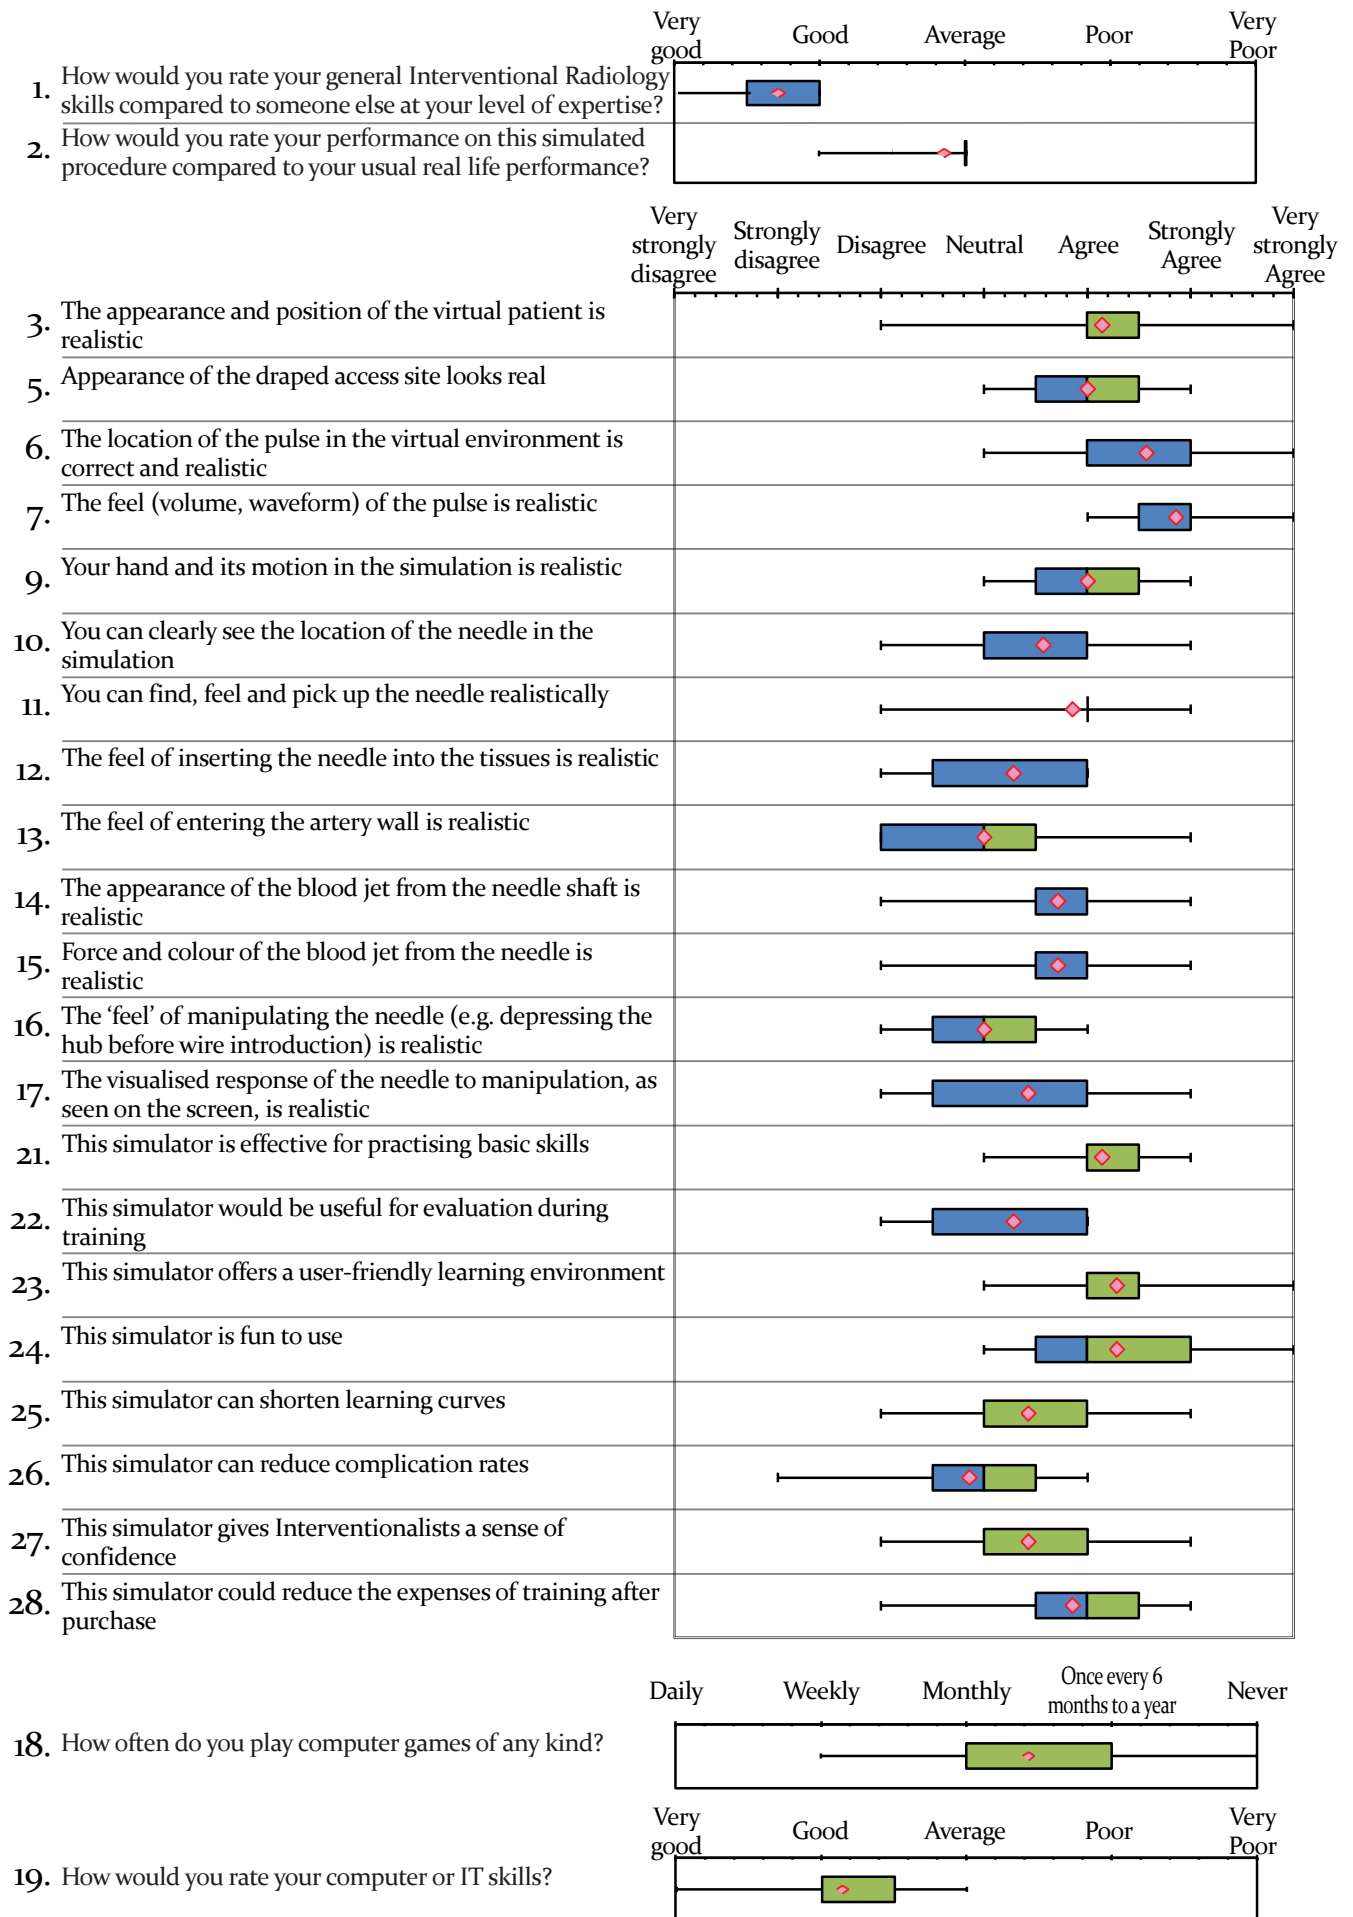 Very good Good Average Poor Very Poor
1. How would you rate your general Interventional Radiology
skills compared to someone else at your level of expertise?
2. How would you rate your performance on this simulated
procedure compared to your usual real life performance?
Very strongly disagree Strongly disagree Disagree Neutral Agree Strongly Agree Very strongly Agree
3. The appearance and position of the virtual patient is
realistic
5. Appearance of the draped access site looks real
6. The location of the pulse in the virtual environment is
correct and realistic
7. The feel (volume, waveform) of the pulse is realistic
9. Your hand and its motion in the simulation is realistic
10. You can clearly see the location of the needle in the
simulation
11. You can find, feel and pick up the needle realistically
12. The feel of inserting the needle into the tissues is realistic
13. The feel of entering the artery wall is realistic
14. The appearance of the blood jet from the needle shaft is
realistic
15. Force and colour of the blood jet from the needle is
realistic
16. The ‘feel’ of manipulating the needle (e.g. depressing the
hub before wire introduction) is realistic
17. The visualised response of the needle to manipulation, as
seen on the screen, is realistic
21. This simulator is effective for practising basic skills
22. This simulator would be useful for evaluation during
training
23. This simulator offers a user-friendly learning environment
24. This simulator is fun to use
25. This simulator can shorten learning curves
26. This simulator can reduce complication rates
27. This simulator gives Interventionalists a sense of
confidence
28. This simulator could reduce the expenses of training after
purchase
Daily Weekly Monthly Once every 6 months to a year Never
18. How often do you play computer games of any kind?
Very good Good Average Poor Very Poor
19. How would you rate your computer or IT skills?